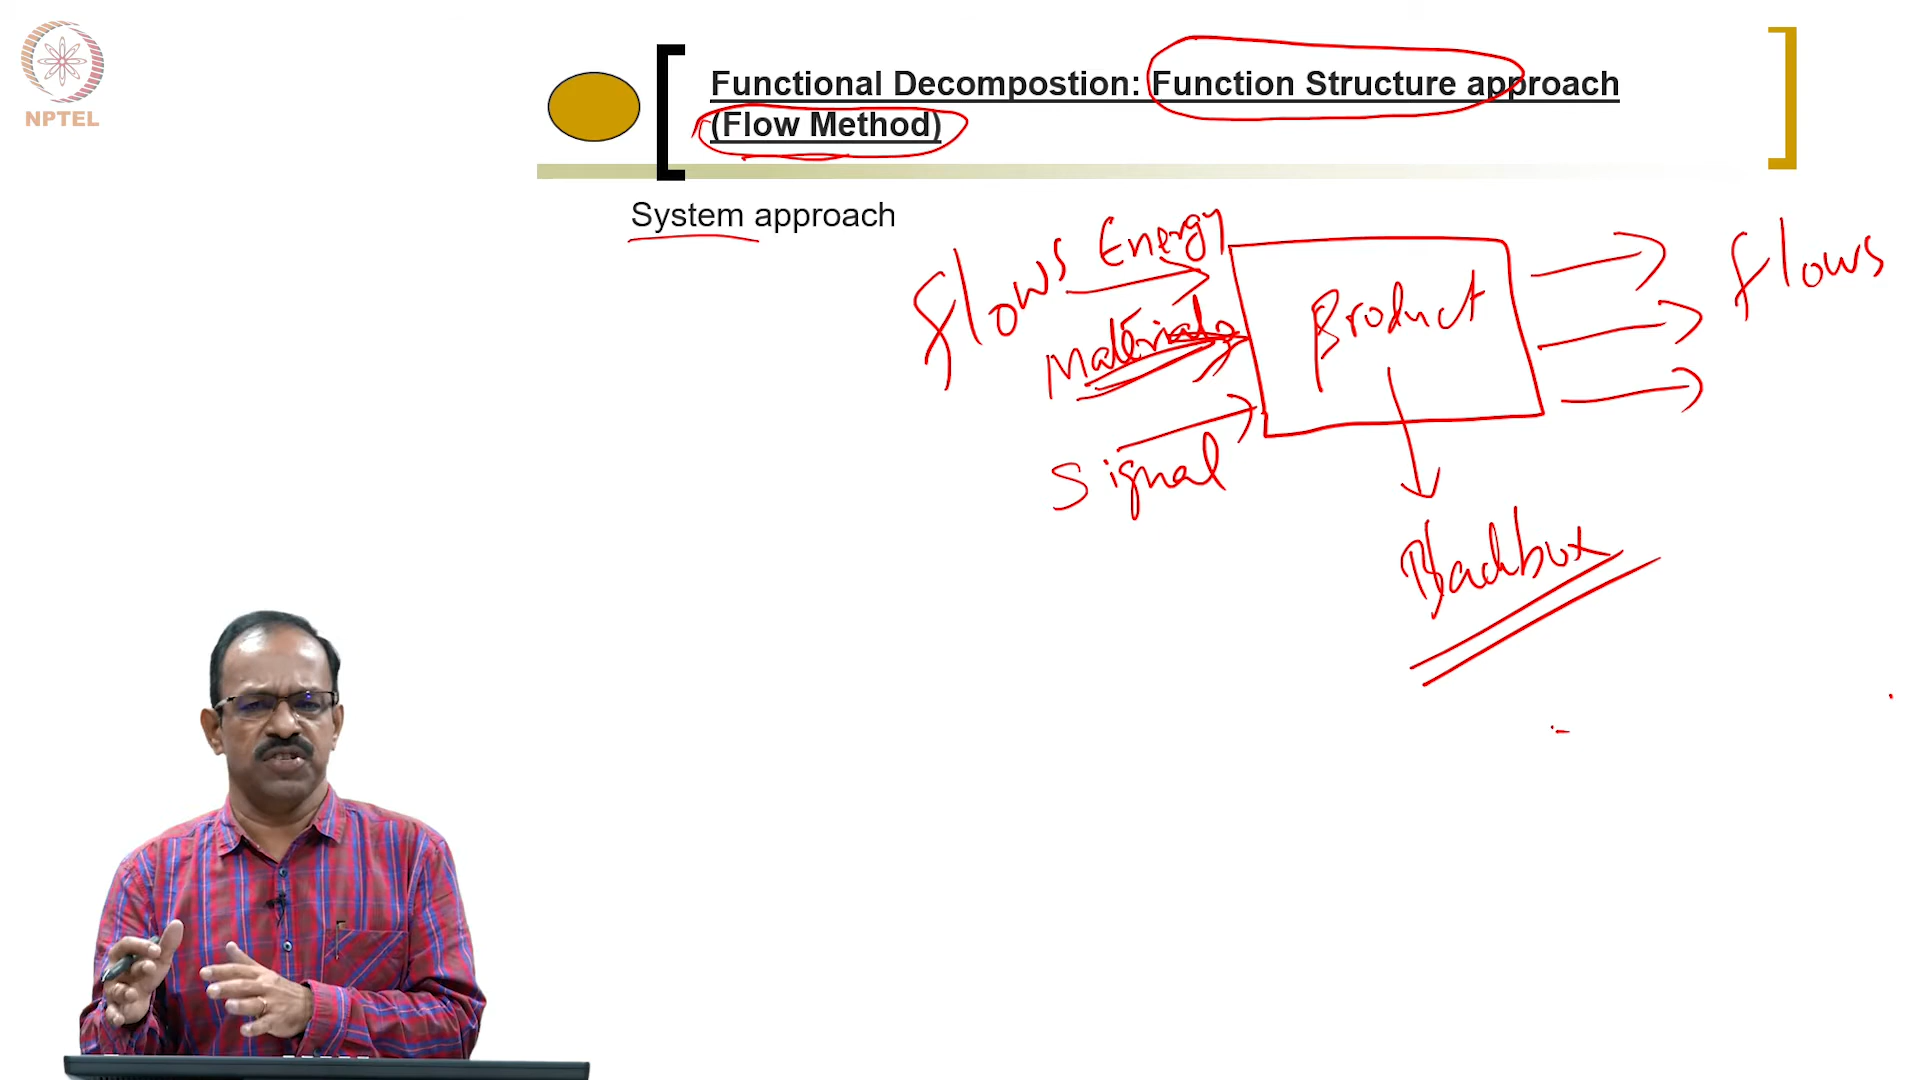 NPTEL
Functional Decompostion: Function Structure approach
(Flow Method)
System approach
Flows Energy
Materials
Signal
Product
Flows
Blackbox